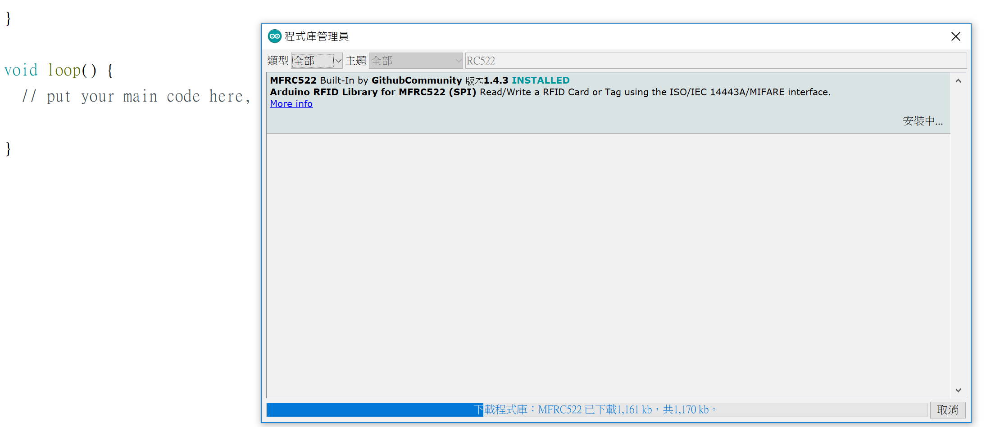 }
void loop() {
// put your main code here,
}
程式庫管理員
類型 全部 主題 全部 RC522
MFRC522 Built-In by GithubCommunity 版本1.4.3 INSTALLED
Arduino RFID Library for MFRC522 (SPI) Read/Write a RFID Card or Tag using the ISO/IEC 14443A/MIFARE interface.
More info
安裝中...
下載程式庫：MFRC522 已下載1,161 kb，共1,170 kb。
取消